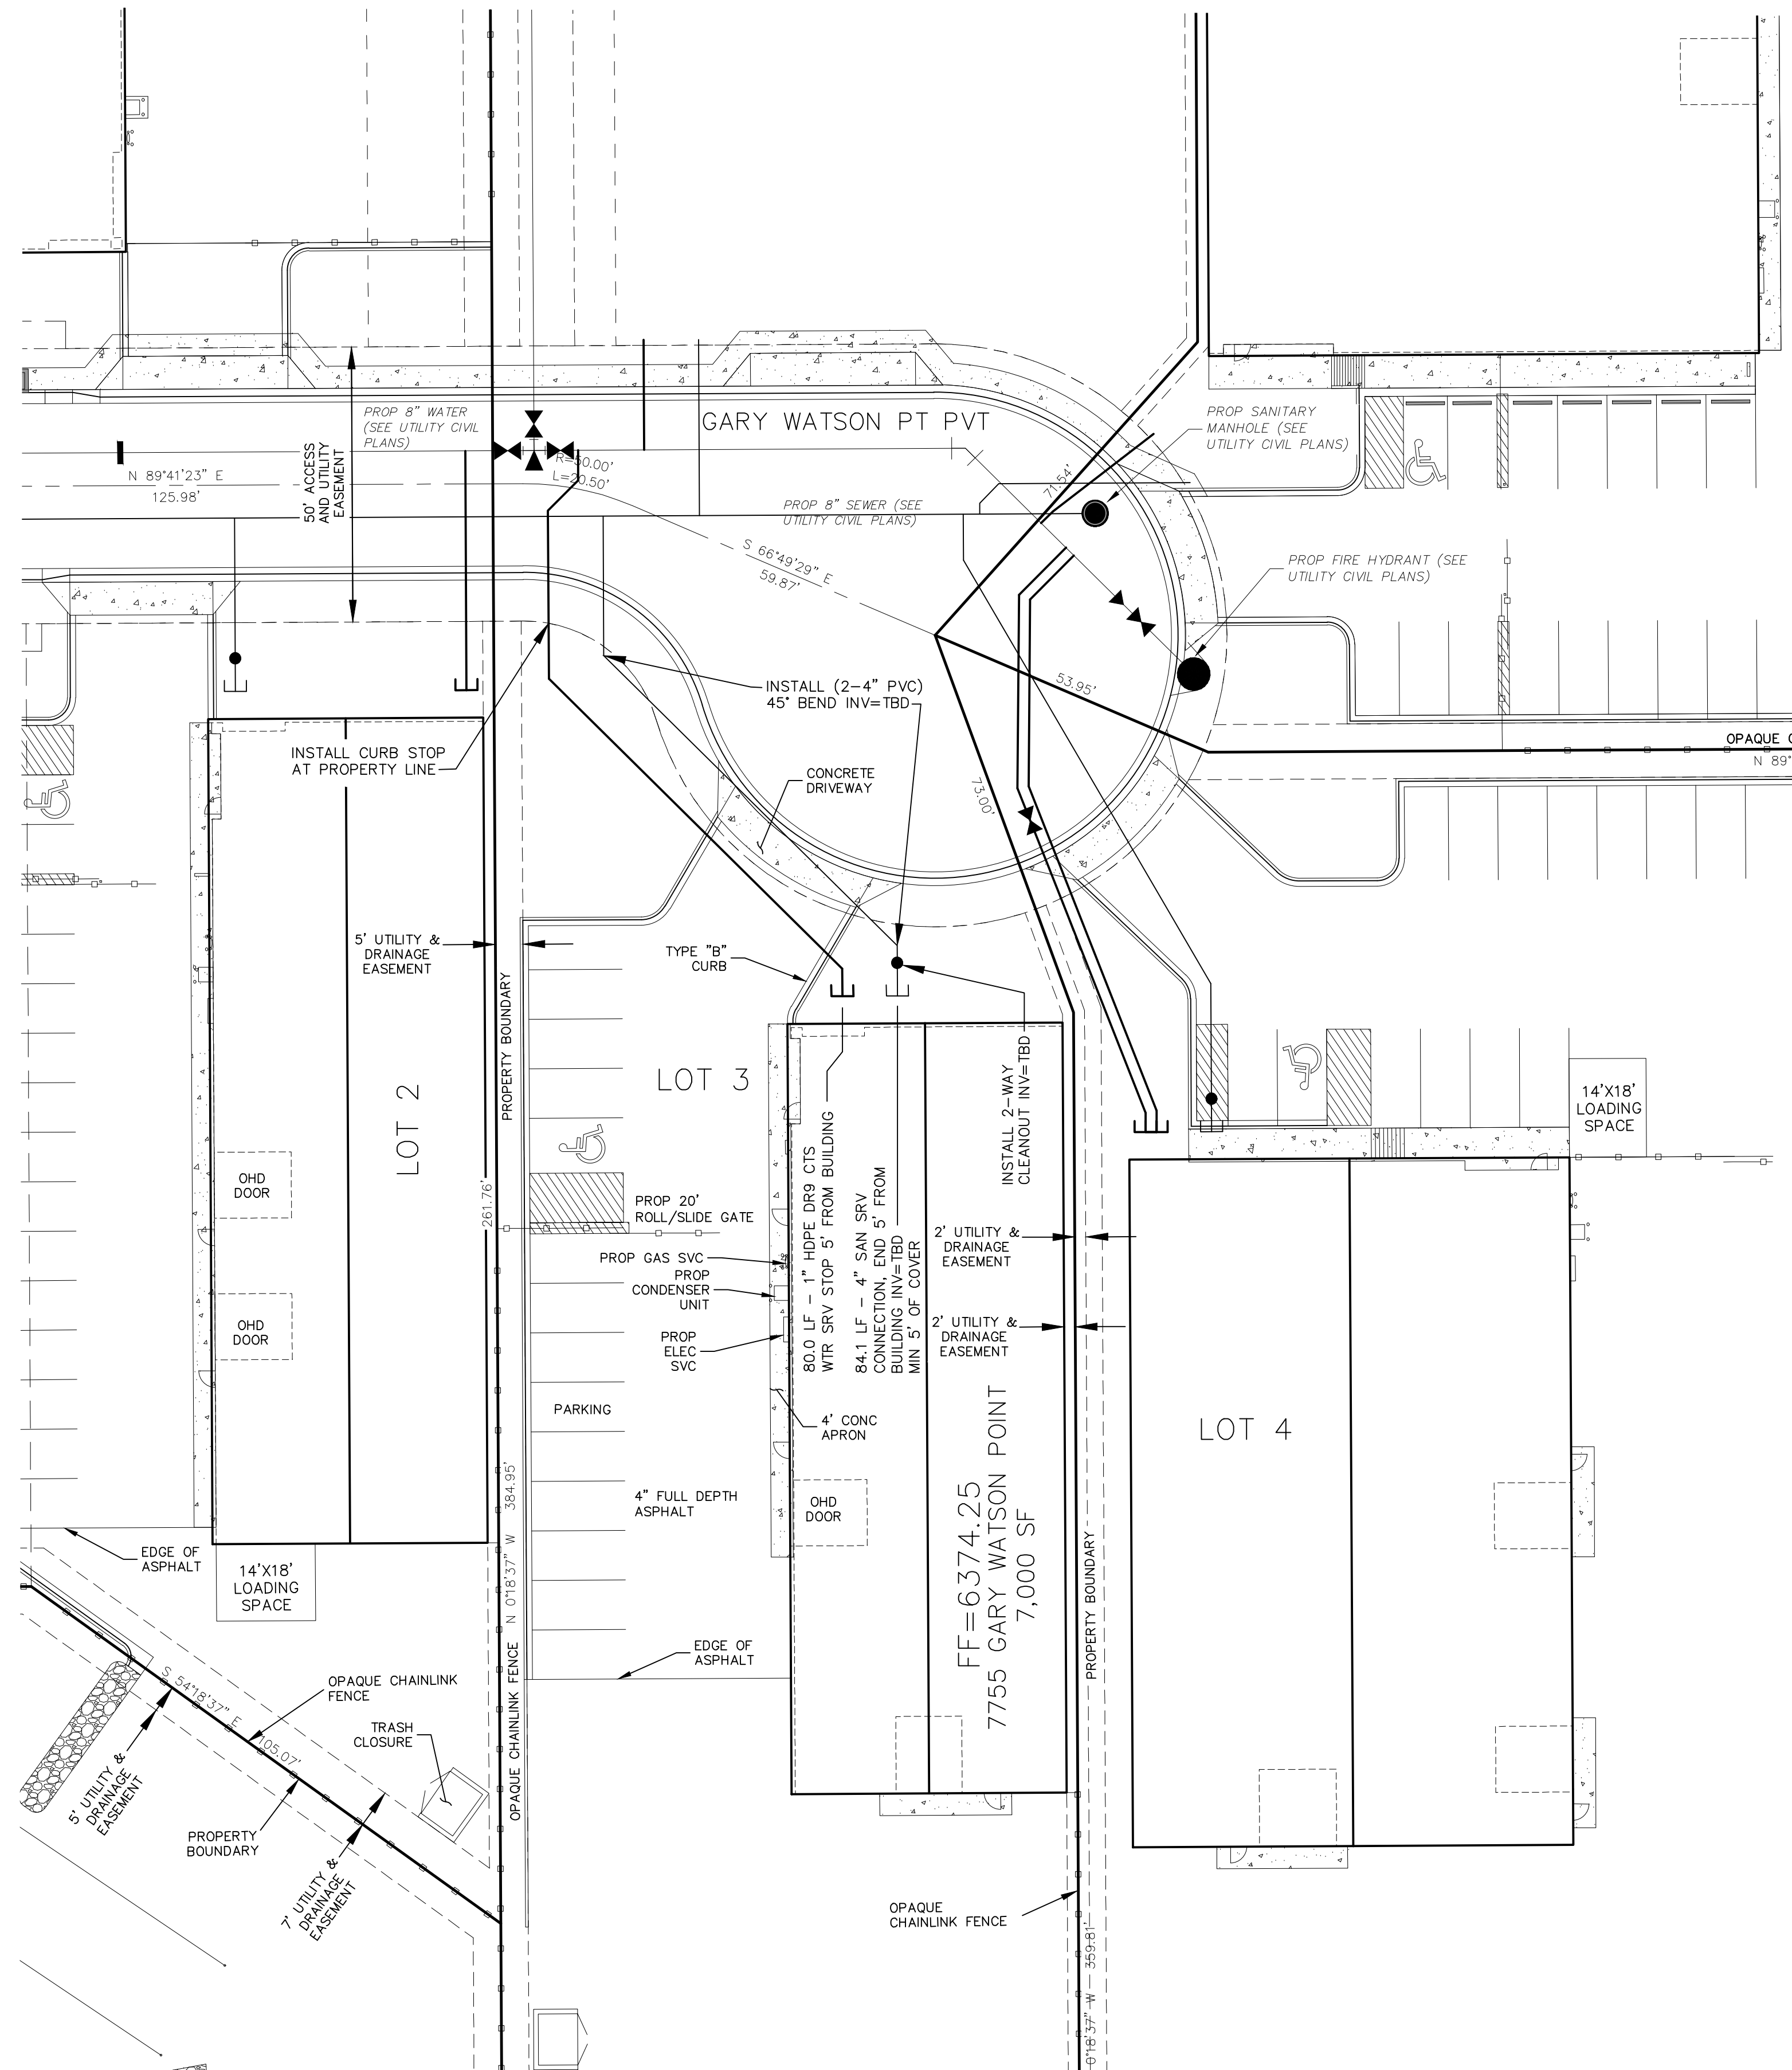 PROP 8" WATER
(SEE UTILITY CIVIL
PLANS)
GARY WATSON PT PVT
PROP SANITARY
MANHOLE (SEE
UTILITY CIVIL PLANS)
N 89°41'23" E
125.98'
50' ACCESS
AND UTILITY
EASEMENT
R=50.00'
L=20.50'
71.54'
PROP 8" SEWER (SEE
UTILITY CIVIL PLANS)
S 66°49'29" E
59.87'
PROP FIRE HYDRANT (SEE
UTILITY CIVIL PLANS)
INSTALL (2-4" PVC)
45° BEND INV=TBD
53.95'
INSTALL CURB STOP
AT PROPERTY LINE
OPAQUE
N 89°
CONCRETE
DRIVEWAY
73.00'
5' UTILITY &
DRAINAGE
EASEMENT
TYPE "B"
CURB
PROPERTY BOUNDARY
LOT 2
LOT 3
INSTALL 2-WAY
CLEANOUT INV=TBD
14'X18'
LOADING
SPACE
OHD
DOOR
261.76'
PROP 20'
ROLL/SLIDE GATE
PROP GAS SVC
PROP
CONDENSER
UNIT
PROP
ELEC
SVC
80.0 LF - 1" HDPE DR9 CTS
WTR SRV STOP 5' FROM BUILDING
84.1 LF - 4" SAN SRV
CONNECTION, END 5' FROM
BUILDING INV=TBD
MIN 5' OF COVER
2' UTILITY &
DRAINAGE
EASEMENT
2' UTILITY &
DRAINAGE
EASEMENT
OHD
DOOR
PARKING
4' CONC
APRON
LOT 4
4" FULL DEPTH
ASPHALT
OHD
DOOR
FF=6374.25
7755 GARY WATSON POINT
7,000 SF
N 0°18'37" W 384.95'
PROPERTY BOUNDARY
EDGE OF
ASPHALT
14'X18'
LOADING
SPACE
EDGE OF
ASPHALT
OPAQUE CHAINLINK FENCE
OPAQUE CHAINLINK
FENCE
S 54°18'37" E
105.07'
TRASH
CLOSURE
5' UTILITY &
DRAINAGE
EASEMENT
PROPERTY
BOUNDARY
7' UTILITY &
DRAINAGE
EASEMENT
OPAQUE
CHAINLINK FENCE
0°18'37" W 359.81'